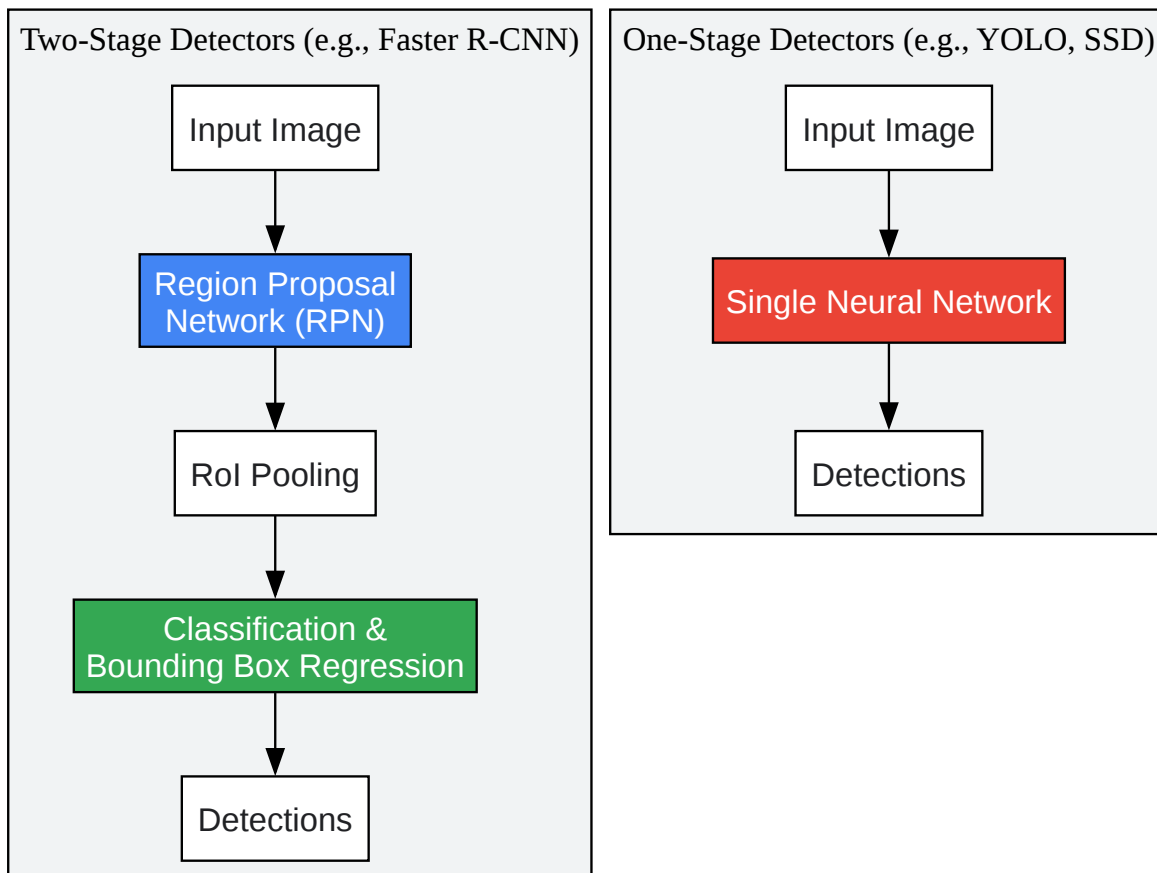 Two-Stage Detectors (e.g., Faster R-CNN)
Input Image
Region Proposal
Network (RPN)
RoI Pooling
Classification &
Bounding Box Regression
Detections
One-Stage Detectors (e.g., YOLO, SSD)
Input Image
Single Neural Network
Detections